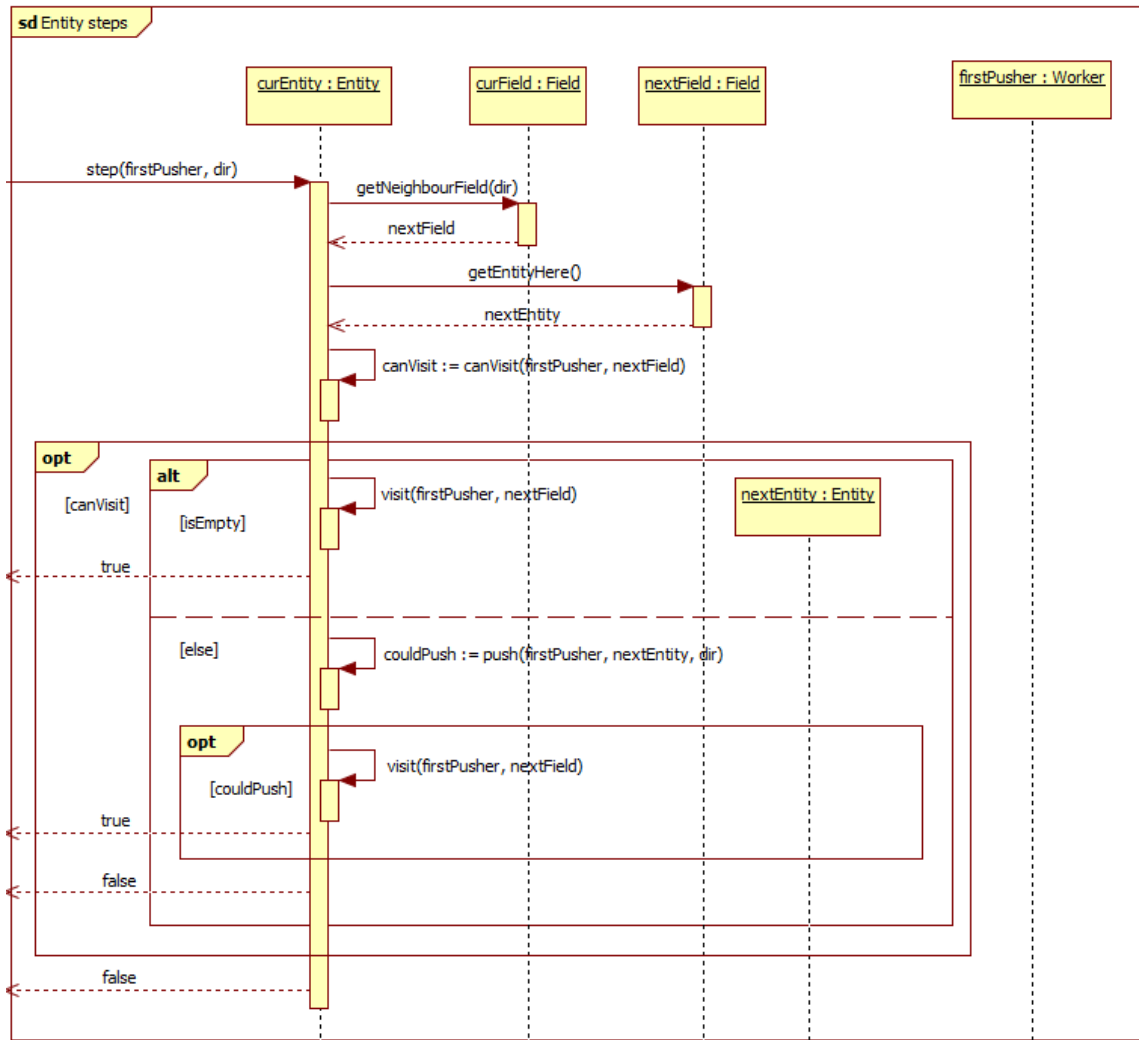 sd Entity steps
curEntity : Entity
curField : Field
nextField : Field
firstPusher : Worker
step(firstPusher, dir)
getNeighbourField(dir)
nextField
getEntityHere()
nextEntity
canVisit := canVisit(firstPusher, nextField)
opt
alt
[canVisit]
visit(firstPusher, nextField)
nextEntity : Entity
[isEmpty]
true
[else]
couldPush := push(firstPusher, nextEntity, dir)
opt
visit(firstPusher, nextField)
[couldPush]
true
false
false